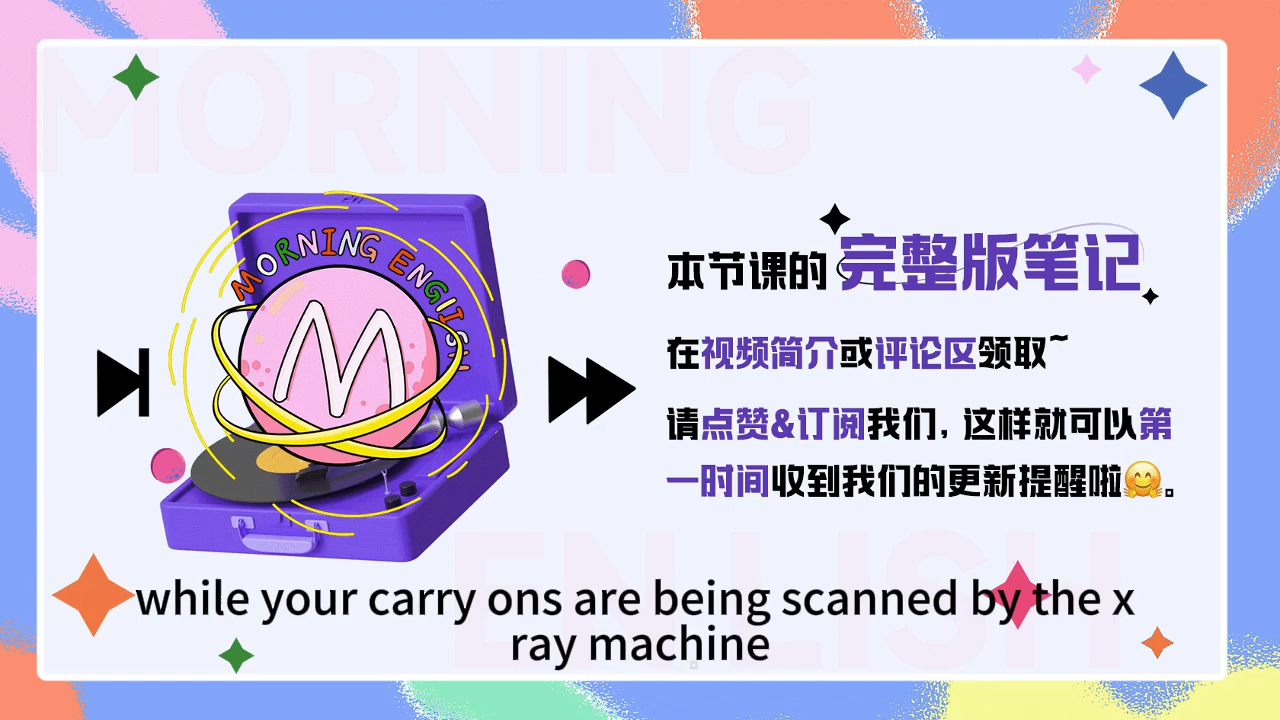 MORNING
MORNING ENGLISH
M
本节课的 完整版笔记
在视频简介或评论区领取~
请点赞&订阅我们，这样就可以第
一时间收到我们的更新提醒啦🤗。
while your carry ons are being scanned by the x
ray machine